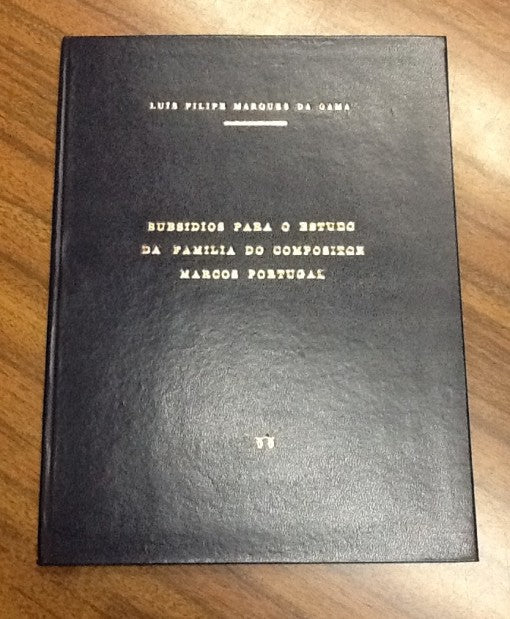 LUIS FILIPE MARQUES DA GAMA
SUBSIDIOS PARA O ESTUDO
DA FAMILIA DO COMPOSITOR
MARCOS PORTUGAL